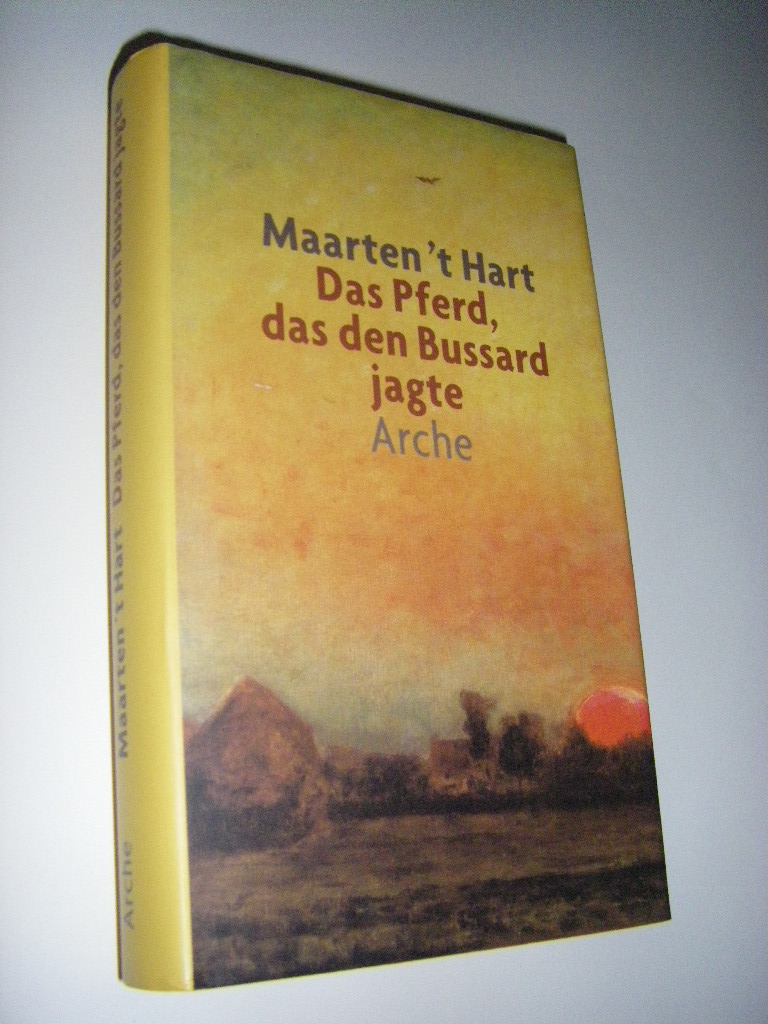 Maarten 't Hart
Das Pferd,
das den Bussard
jagte
Arche
Maarten 't Hart Das Pferd, das den Bussard jagte
Arche